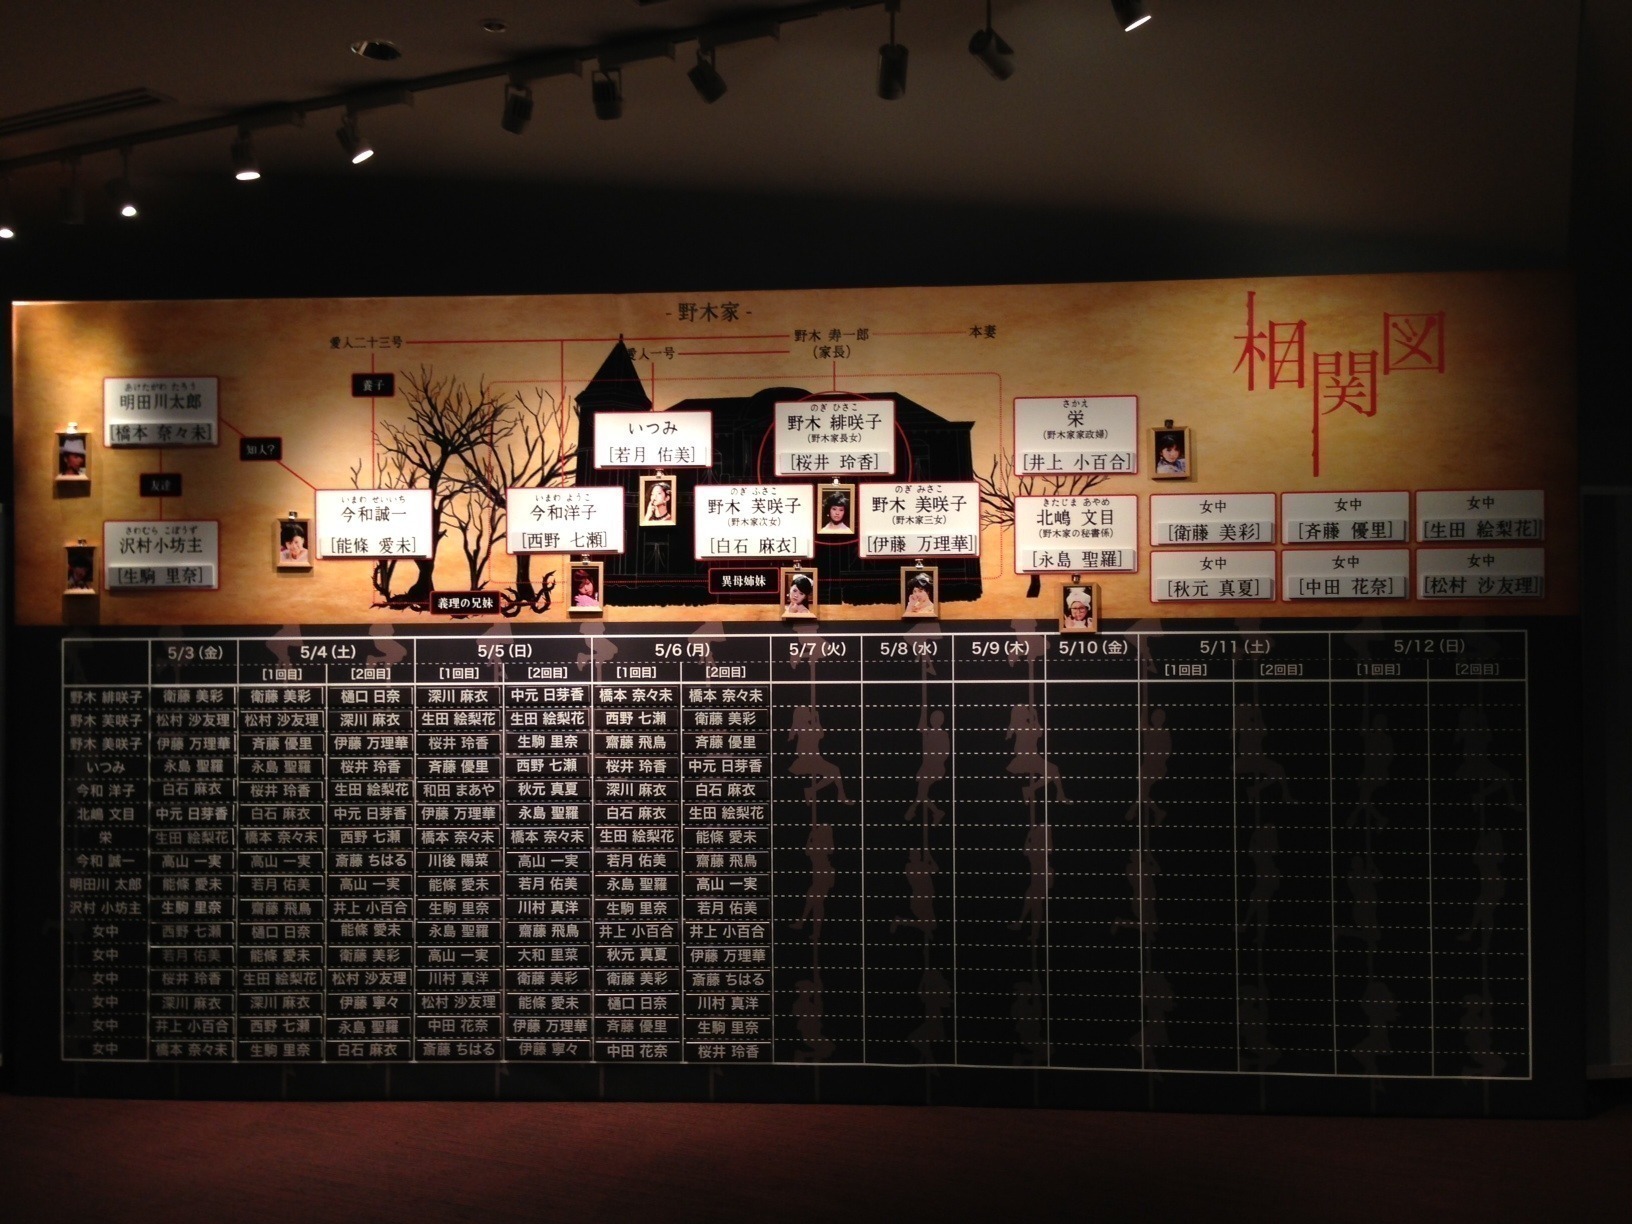 - 野木家 -
愛人二十三号
愛人一号
野木 寿一郎
(家長)
本妻
相関図
養子
あけたがわ たろう
明田川太郎
[橋本 奈々未]
知人?
友達
さわむら こぼうず
沢村小坊主
[生駒 里奈]
いまわ せいいち
今和誠一
[能條 愛未]
いまわ ようこ
今和洋子
[西野 七瀬]
義理の兄妹
いつみ
[若月 佑美]
のぎ ひさこ
野木 緋咲子
(野木家長女)
[桜井 玲香]
のぎ ふさこ
野木 芙咲子
(野木家次女)
[白石 麻衣]
のぎ みさこ
野木 美咲子
(野木家三女)
[伊藤 万理華]
異母姉妹
さかえ
栄
(野木家家政婦)
[井上 小百合]
きたじま あやめ
北嶋 文目
(野木家の秘書係)
[永島 聖羅]
女中
[衛藤 美彩]
女中
[斉藤 優里]
女中
[生田 絵梨花]
女中
[秋元 真夏]
女中
[中田 花奈]
女中
[松村 沙友理]
5/3 (金) 5/4 (土) 5/5 (日) 5/6 (月) 5/7 (火) 5/8 (水) 5/9 (木) 5/10 (金) 5/11 (土) 5/12 (日)
[1回目] [2回目] [1回目] [2回目] [1回目] [2回目] [1回目] [2回目] [1回目] [2回目]
野木 緋咲子 衛藤 美彩 衛藤 美彩 樋口 日奈 深川 麻衣 中元 日芽香 橋本 奈々未 橋本 奈々未
野木 芙咲子 松村 沙友理 松村 沙友理 深川 麻衣 生田 絵梨花 生田 絵梨花 西野 七瀬 衛藤 美彩
野木 美咲子 伊藤 万理華 斉藤 優里 伊藤 万理華 桜井 玲香 生駒 里奈 齋藤 飛鳥 斉藤 優里
いつみ 永島 聖羅 永島 聖羅 桜井 玲香 斉藤 優里 西野 七瀬 桜井 玲香 中元 日芽香
今和 洋子 白石 麻衣 桜井 玲香 生田 絵梨花 和田 まあや 秋元 真夏 深川 麻衣 白石 麻衣
北嶋 文目 中元 日芽香 白石 麻衣 中元 日芽香 伊藤 万理華 永島 聖羅 白石 麻衣 生田 絵梨花
栄 生田 絵梨花 橋本 奈々未 西野 七瀬 橋本 奈々未 橋本 奈々未 生田 絵梨花 能條 愛未
今和 誠一 高山 一実 高山 一実 斎藤 ちはる 川後 陽菜 高山 一実 若月 佑美 齋藤 飛鳥
明田川 太郎 能條 愛未 若月 佑美 高山 一実 能條 愛未 若月 佑美 永島 聖羅 高山 一実
沢村 小坊主 生駒 里奈 齋藤 飛鳥 井上 小百合 生駒 里奈 川村 真洋 生駒 里奈 若月 佑美
女中 西野 七瀬 樋口 日奈 能條 愛未 永島 聖羅 齋藤 飛鳥 井上 小百合 井上 小百合
女中 若月 佑美 能條 愛未 衛藤 美彩 高山 一実 大和 里菜 秋元 真夏 伊藤 万理華
女中 桜井 玲香 生田 絵梨花 松村 沙友理 川村 真洋 衛藤 美彩 衛藤 美彩 斎藤 ちはる
女中 深川 麻衣 深川 麻衣 伊藤 寧々 松村 沙友理 能條 愛未 樋口 日奈 川村 真洋
女中 井上 小百合 西野 七瀬 永島 聖羅 中田 花奈 伊藤 万理華 斉藤 優里 生駒 里奈
女中 橋本 奈々未 生駒 里奈 白石 麻衣 斎藤 ちはる 伊藤 寧々 中田 花奈 桜井 玲香